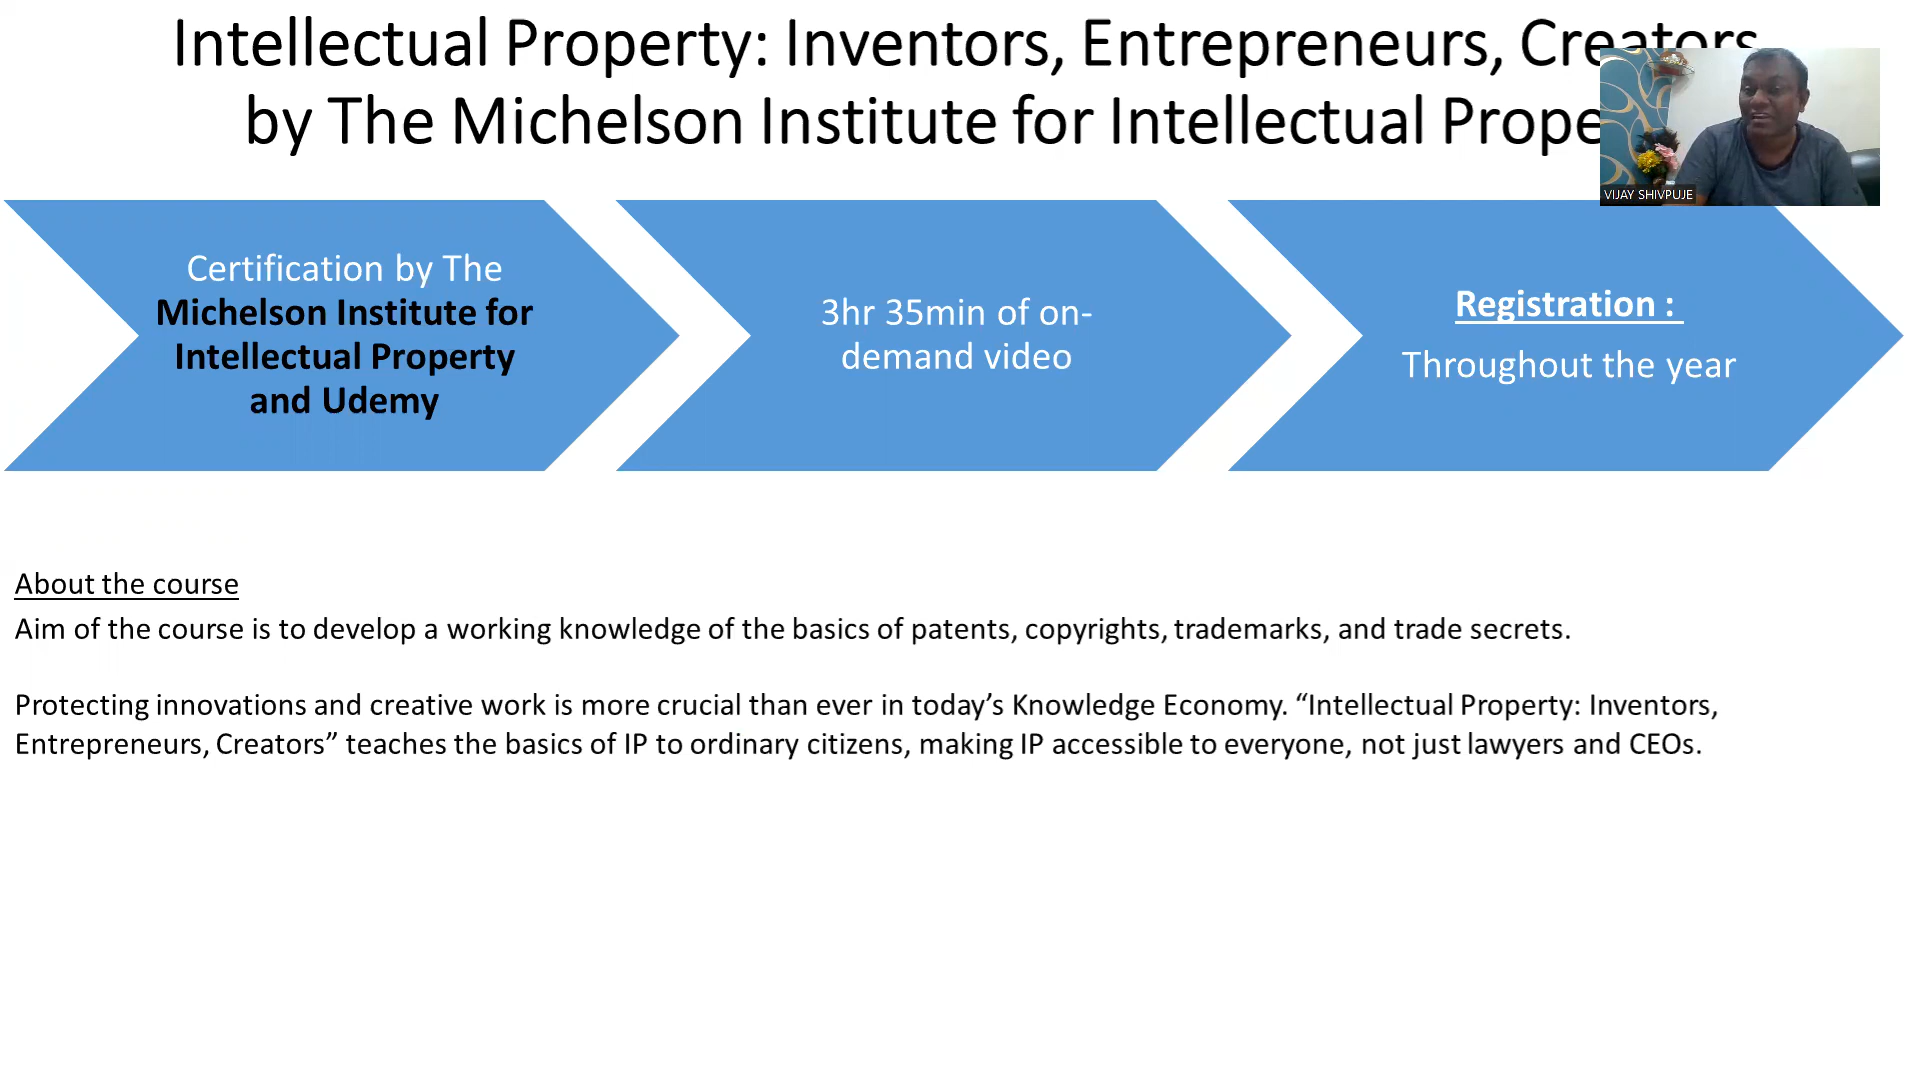 Intellectual Property: Inventors, Entrepreneurs, Creators
by The Michelson Institute for Intellectual
VIJAY SHIVPUJE
Certification by The
Michelson Institute for
Intellectual Property
and Udemy
3hr 35min of on-
demand video
Registration :
Throughout the year
About the course
Aim of the course is to develop a working knowledge of the basics of patents, copyrights, trademarks, and trade secrets.
Protecting innovations and creative work is more crucial than ever in today’s Knowledge Economy. “Intellectual Property: Inventors,
Entrepreneurs, Creators” teaches the basics of IP to ordinary citizens, making IP accessible to everyone, not just lawyers and CEOs.